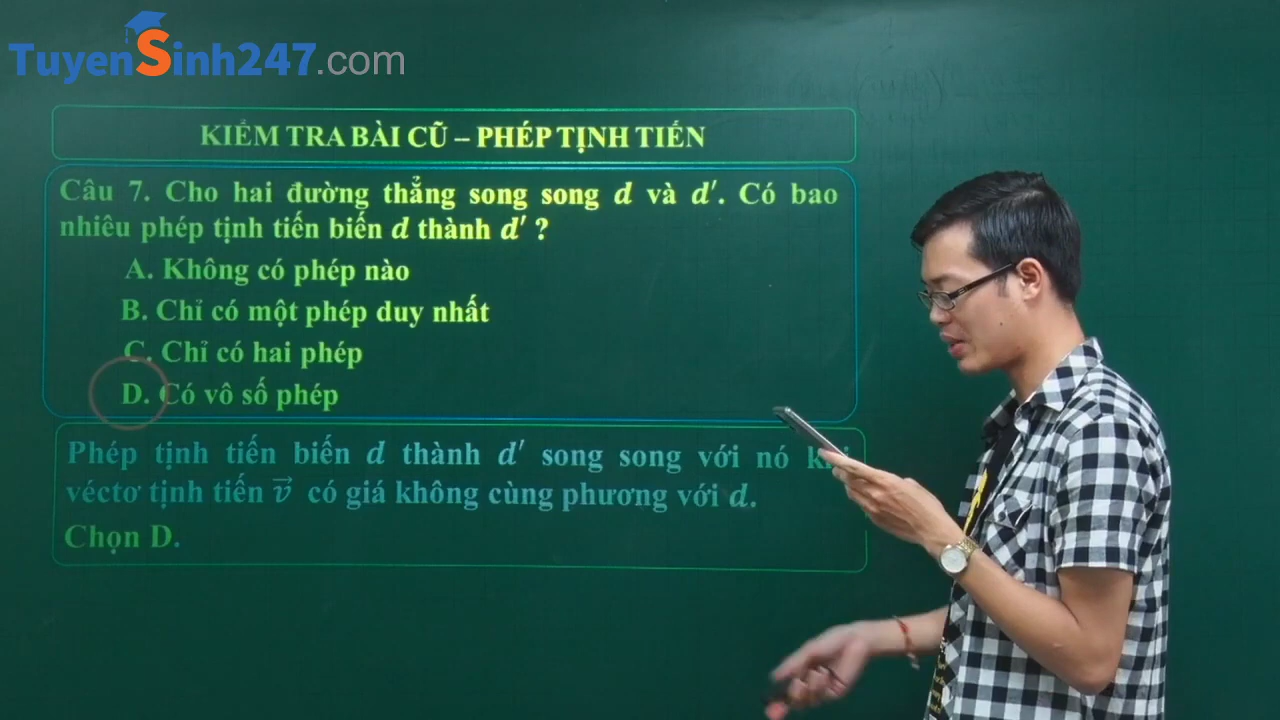 TuyenSinh247.com
KIỂM TRA BÀI CŨ – PHÉP TỊNH TIẾN
Câu 7. Cho hai đường thẳng song song d và d′. Có bao
nhiêu phép tịnh tiến biến d thành d′ ?
A. Không có phép nào
B. Chỉ có một phép duy nhất
C. Chỉ có hai phép
D. Có vô số phép
Phép tịnh tiến biến d thành d′ song song với nó khi
véctơ tịnh tiến v⃗ có giá không cùng phương với d.
Chọn D.